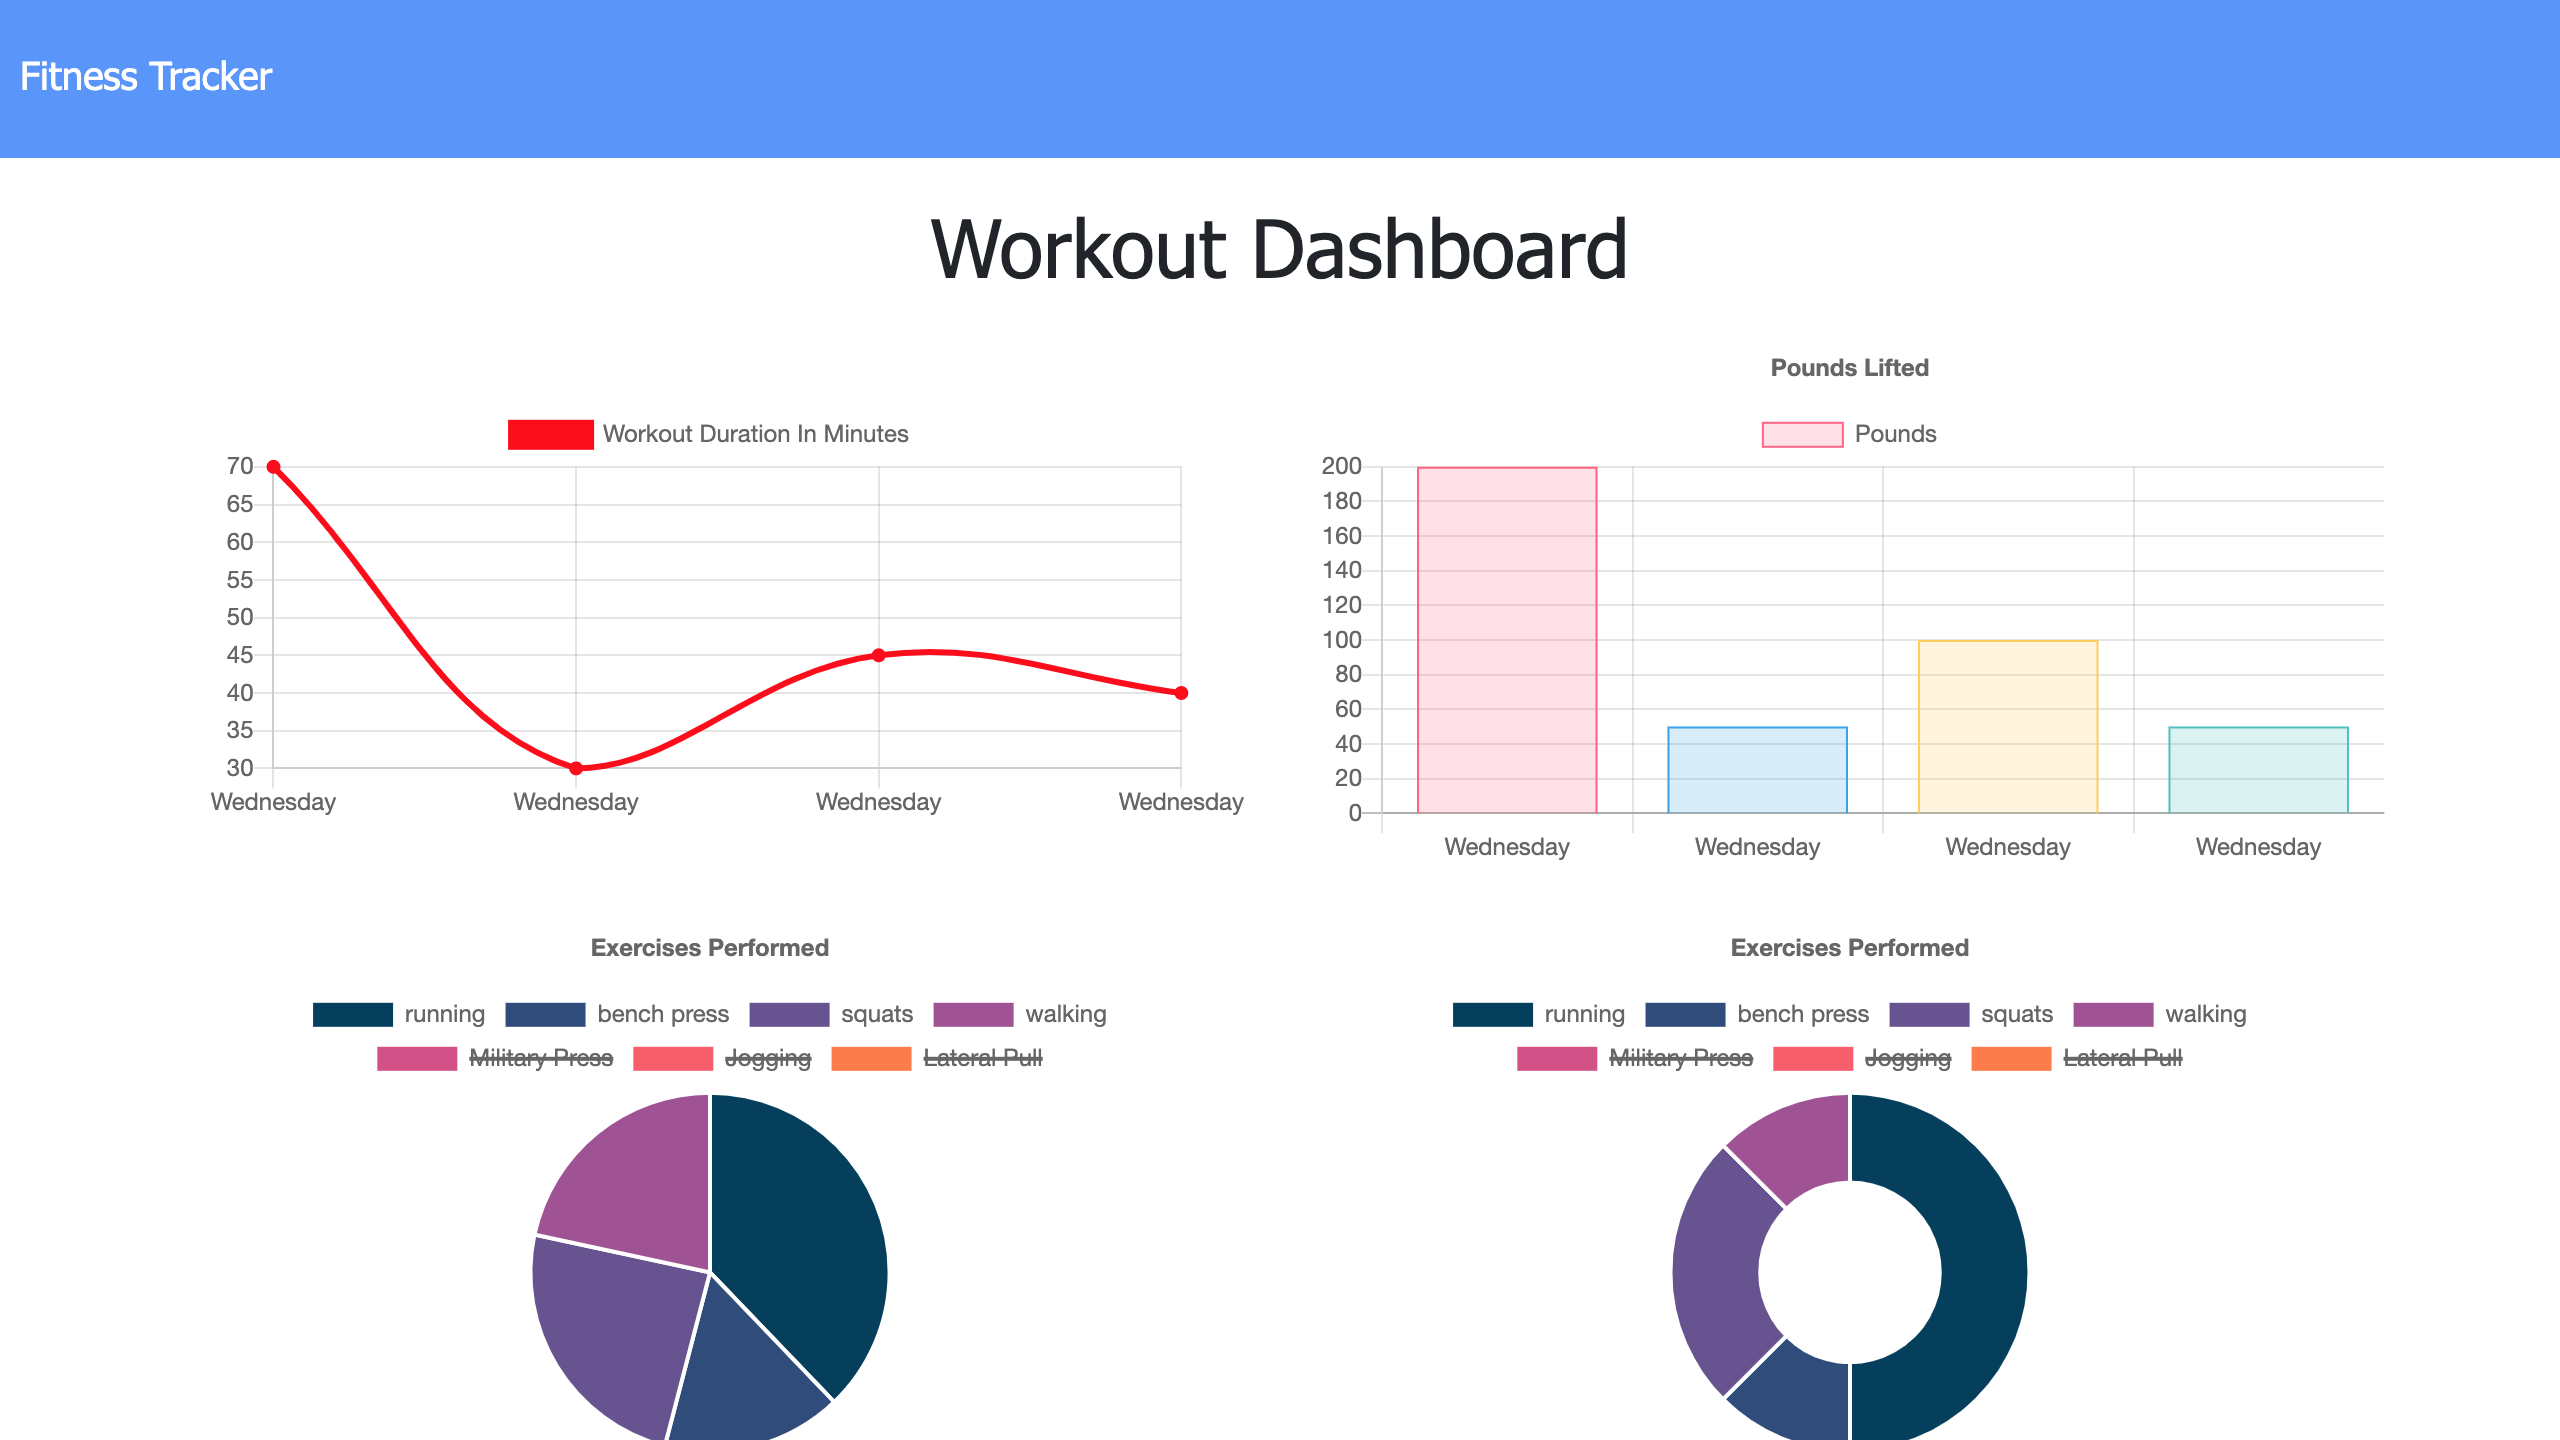 Fitness Tracker
Workout Dashboard
Workout Duration In Minutes
70
65
60
55
50
45
40
35
30
Wednesday Wednesday Wednesday Wednesday
Pounds Lifted
Pounds
200
180
160
140
120
100
80
60
40
20
0
Wednesday Wednesday Wednesday Wednesday
Exercises Performed
running bench press squats walking
Military Press Jogging Lateral Pull
Exercises Performed
running bench press squats walking
Military Press Jogging Lateral Pull